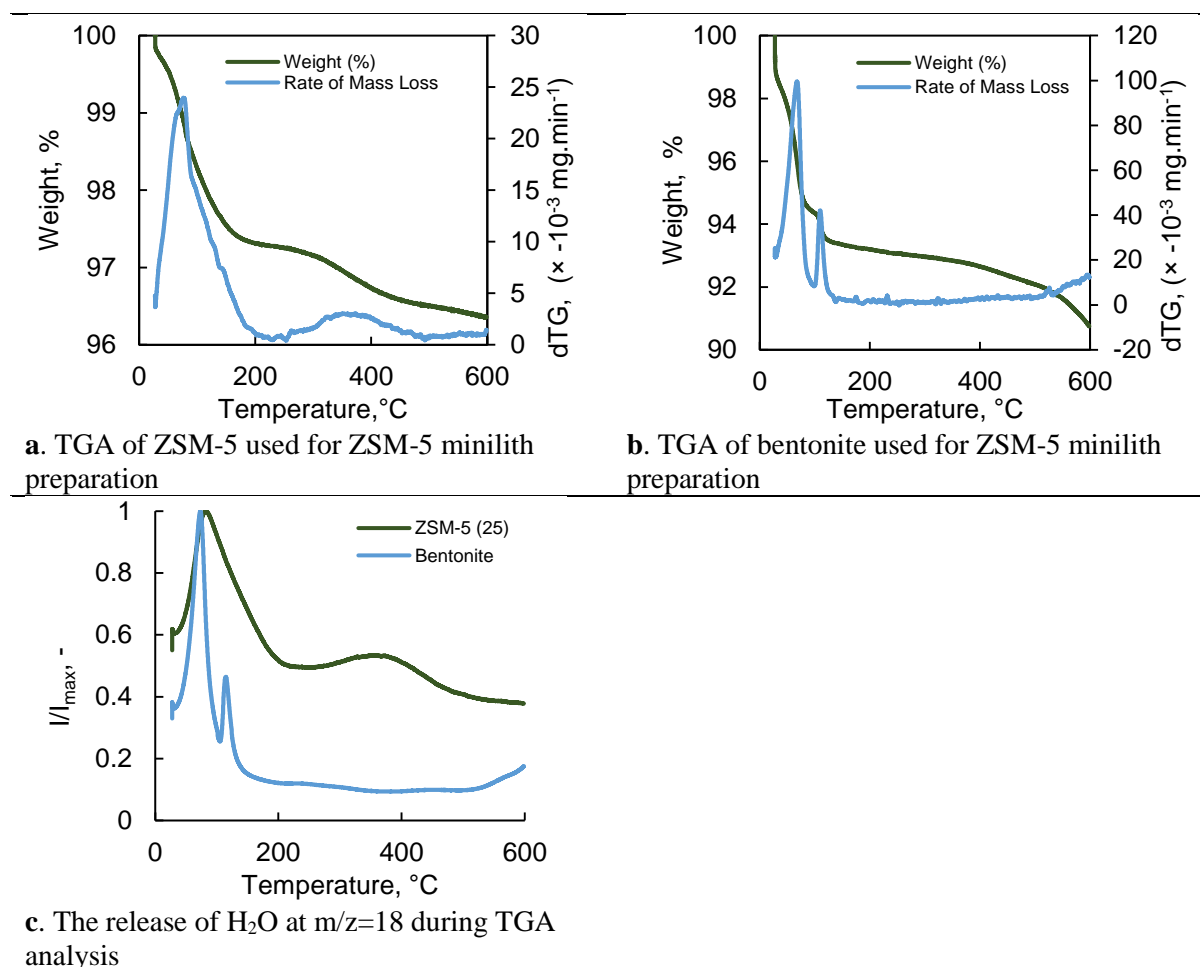 100
99
98
97
96
Weight, %
Weight (%)
Rate of Mass Loss
30
25
20
15
10
5
0
dTG, (× -10⁻³ mg.min⁻¹)
0 200 400 600
Temperature,°C
a. TGA of ZSM-5 used for ZSM-5 minilith
preparation
100
98
96
94
92
90
Weight, %
Weight (%)
Rate of Mass Loss
120
100
80
60
40
20
0
-20
dTG, (× -10⁻³ mg.min⁻¹)
0 200 400 600
Temperature,°C
b. TGA of bentonite used for ZSM-5 minilith
preparation
1
0.8
0.6
0.4
0.2
0
I/Iₘₐₓ, -
ZSM-5 (25)
Bentonite
0 200 400 600
Temperature, °C
c. The release of H₂O at m/z=18 during TGA
analysis